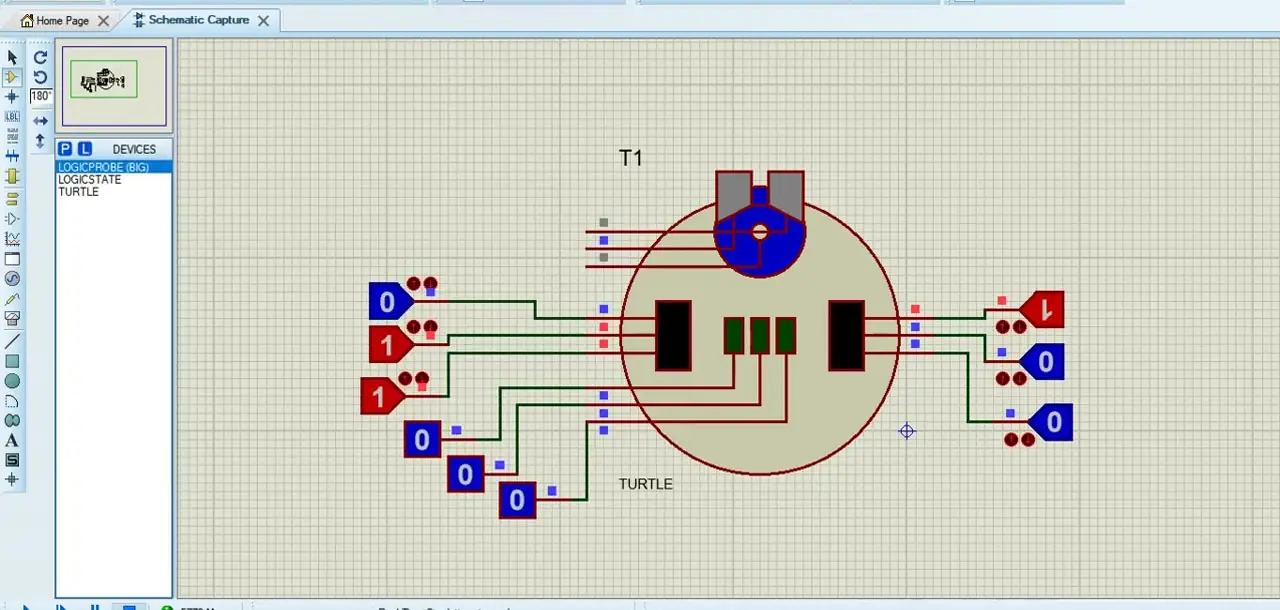 Home Page
Schematic Capture
180°
LBL
P L DEVICES
LOGICPROBE (BIG)
LOGICSTATE
TURTLE
A
S
T1
0
1
1
0
0
0
1
0
0
TURTLE